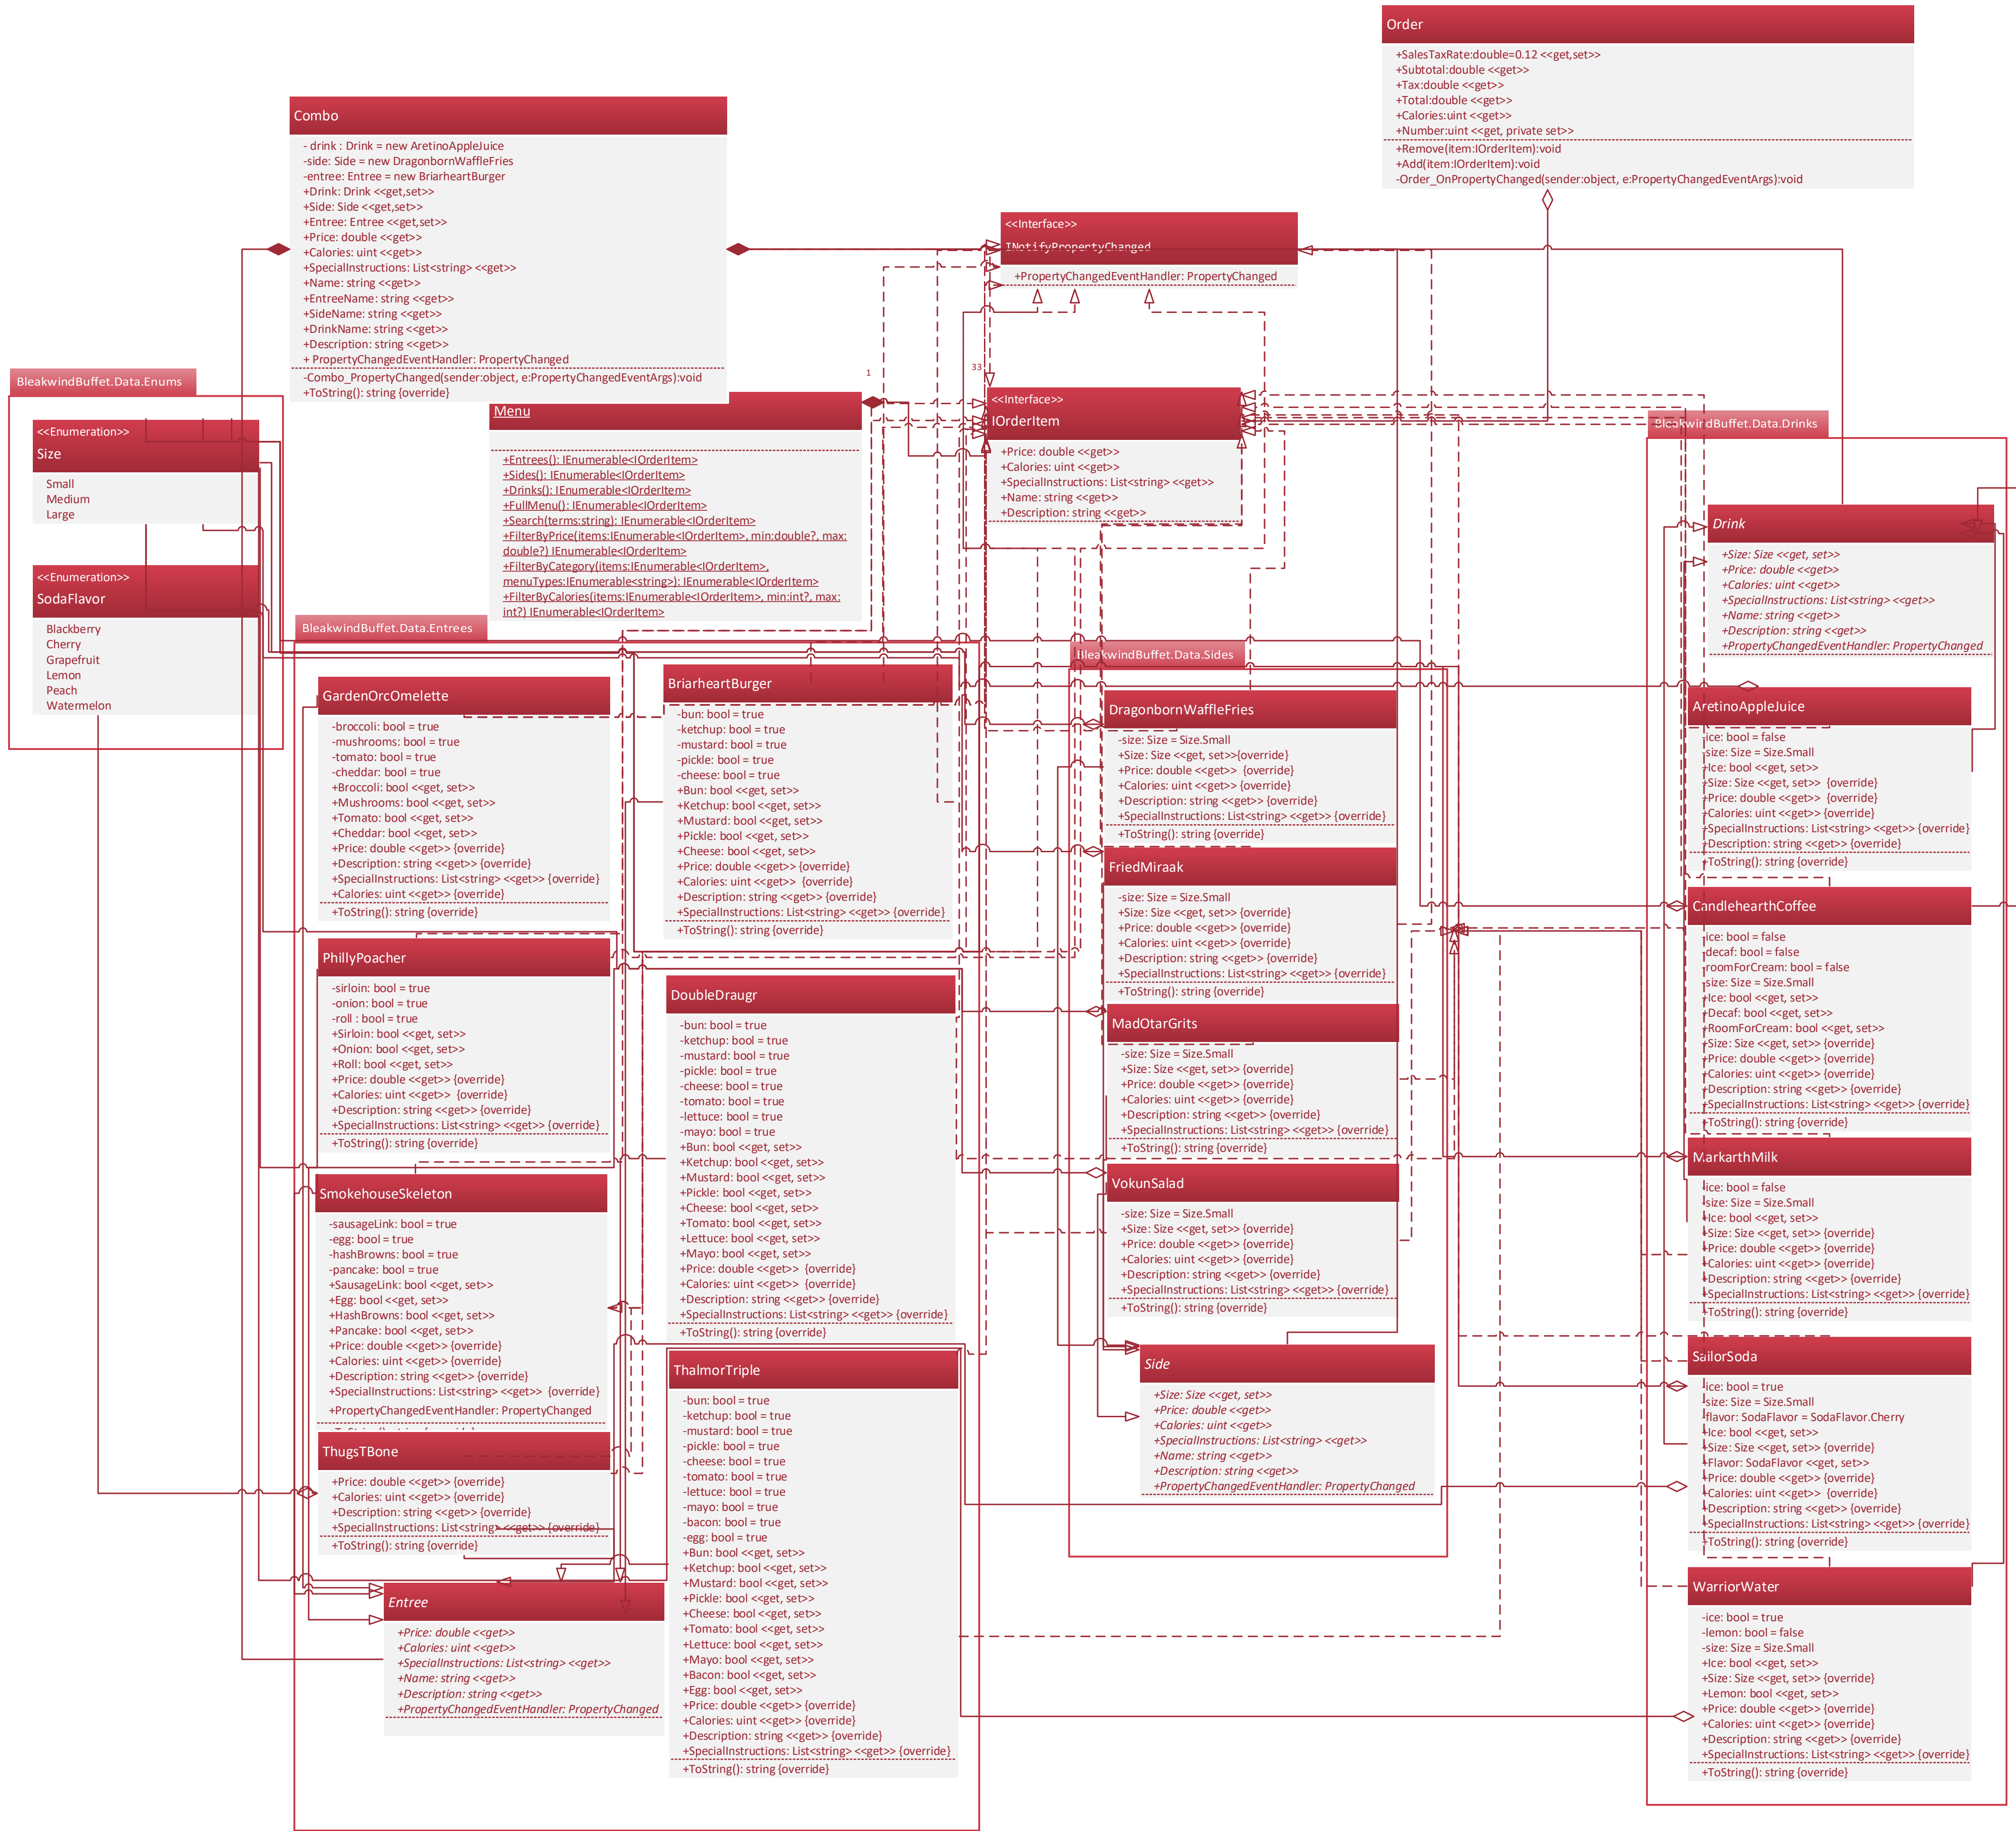 Order
+SalesTaxRate:double=0.12 <<get,set>>
+Subtotal:double <<get>>
+Tax:double <<get>>
+Total:double <<get>>
+Calories:uint <<get>>
+Number:uint <<get, private set>>
+Remove(item:IOrderItem):void
+Add(item:IOrderItem):void
-Order_OnPropertyChanged(sender:object, e:PropertyChangedEventArgs):void
Combo
- drink : Drink = new AretinoAppleJuice
-side: Side = new DragonbornWaffleFries
-entree: Entree = new BriarheartBurger
+Drink: Drink <<get,set>>
+Side: Side <<get,set>>
+Entree: Entree <<get,set>>
+Price: double <<get>>
+Calories: uint <<get>>
+SpecialInstructions: List<string> <<get>>
+Name: string <<get>>
+EntreeName: string <<get>>
+SideName: string <<get>>
+DrinkName: string <<get>>
+Description: string <<get>>
+ PropertyChangedEventHandler: PropertyChanged
-Combo_PropertyChanged(sender:object, e:PropertyChangedEventArgs):void
+ToString(): string {override}
<<Interface>>
INotifyPropertyChanged
+PropertyChangedEventHandler: PropertyChanged
1
33
BleakwindBuffet.Data.Enums
<<Enumeration>>
Size
Small
Medium
Large
<<Enumeration>>
SodaFlavor
Blackberry
Cherry
Grapefruit
Lemon
Peach
Watermelon
Menu
+Entrees(): IEnumerable<IOrderItem>
+Sides(): IEnumerable<IOrderItem>
+Drinks(): IEnumerable<IOrderItem>
+FullMenu(): IEnumerable<IOrderItem>
+Search(terms:string): IEnumerable<IOrderItem>
+FilterByPrice(items:IEnumerable<IOrderItem>, min:double?, max:
double?) IEnumerable<IOrderItem>
+FilterByCategory(items:IEnumerable<IOrderItem>,
menuTypes:IEnumerable<string>): IEnumerable<IOrderItem>
+FilterByCalories(items:IEnumerable<IOrderItem>, min:int?, max:
int?) IEnumerable<IOrderItem>
<<Interface>>
IOrderItem
+Price: double <<get>>
+Calories: uint <<get>>
+SpecialInstructions: List<string> <<get>>
+Name: string <<get>>
+Description: string <<get>>
BleakwindBuffet.Data.Entrees
GardenOrcOmelette
-broccoli: bool = true
-mushrooms: bool = true
-tomato: bool = true
-cheddar: bool = true
+Broccoli: bool <<get, set>>
+Mushrooms: bool <<get, set>>
+Tomato: bool <<get, set>>
+Cheddar: bool <<get, set>>
+Price: double <<get>> {override}
+Description: string <<get>> {override}
+SpecialInstructions: List<string> <<get>> {override}
+Calories: uint <<get>> {override}
+ToString(): string {override}
PhillyPoacher
-sirloin: bool = true
-onion: bool = true
-roll : bool = true
+Sirloin: bool <<get, set>>
+Onion: bool <<get, set>>
+Roll: bool <<get, set>>
+Price: double <<get>> {override}
+Calories: uint <<get>> {override}
+Description: string <<get>> {override}
+SpecialInstructions: List<string> <<get>> {override}
+ToString(): string {override}
SmokehouseSkeleton
-sausageLink: bool = true
-egg: bool = true
-hashBrowns: bool = true
-pancake: bool = true
+SausageLink: bool <<get, set>>
+Egg: bool <<get, set>>
+HashBrowns: bool <<get, set>>
+Pancake: bool <<get, set>>
+Price: double <<get>> {override}
+Calories: uint <<get>> {override}
+Description: string <<get>> {override}
+SpecialInstructions: List<string> <<get>> {override}
+PropertyChangedEventHandler: PropertyChanged
ThugsTBone
+Price: double <<get>> {override}
+Calories: uint <<get>> {override}
+Description: string <<get>> {override}
+SpecialInstructions: List<string> <<get>> {override}
+ToString(): string {override}
Entree
+Price: double <<get>>
+Calories: uint <<get>>
+SpecialInstructions: List<string> <<get>>
+Name: string <<get>>
+Description: string <<get>>
+PropertyChangedEventHandler: PropertyChanged
BriarheartBurger
-bun: bool = true
-ketchup: bool = true
-mustard: bool = true
-pickle: bool = true
-cheese: bool = true
+Bun: bool <<get, set>>
+Ketchup: bool <<get, set>>
+Mustard: bool <<get, set>>
+Pickle: bool <<get, set>>
+Cheese: bool <<get, set>>
+Price: double <<get>> {override}
+Calories: uint <<get>> {override}
+Description: string <<get>> {override}
+SpecialInstructions: List<string> <<get>> {override}
+ToString(): string {override}
DoubleDraugr
-bun: bool = true
-ketchup: bool = true
-mustard: bool = true
-pickle: bool = true
-cheese: bool = true
-tomato: bool = true
-lettuce: bool = true
-mayo: bool = true
+Bun: bool <<get, set>>
+Ketchup: bool <<get, set>>
+Mustard: bool <<get, set>>
+Pickle: bool <<get, set>>
+Cheese: bool <<get, set>>
+Tomato: bool <<get, set>>
+Lettuce: bool <<get, set>>
+Mayo: bool <<get, set>>
+Price: double <<get>> {override}
+Calories: uint <<get>> {override}
+Description: string <<get>> {override}
+SpecialInstructions: List<string> <<get>> {override}
+ToString(): string {override}
ThalmorTriple
-bun: bool = true
-ketchup: bool = true
-mustard: bool = true
-pickle: bool = true
-cheese: bool = true
-tomato: bool = true
-lettuce: bool = true
-mayo: bool = true
-bacon: bool = true
-egg: bool = true
+Bun: bool <<get, set>>
+Ketchup: bool <<get, set>>
+Mustard: bool <<get, set>>
+Pickle: bool <<get, set>>
+Cheese: bool <<get, set>>
+Tomato: bool <<get, set>>
+Lettuce: bool <<get, set>>
+Mayo: bool <<get, set>>
+Bacon: bool <<get, set>>
+Egg: bool <<get, set>>
+Price: double <<get>> {override}
+Calories: uint <<get>> {override}
+Description: string <<get>> {override}
+SpecialInstructions: List<string> <<get>> {override}
+ToString(): string {override}
BleakwindBuffet.Data.Sides
DragonbornWaffleFries
-size: Size = Size.Small
+Size: Size <<get, set>>{override}
+Price: double <<get>> {override}
+Calories: uint <<get>> {override}
+Description: string <<get>> {override}
+SpecialInstructions: List<string> <<get>> {override}
+ToString(): string {override}
FriedMiraak
-size: Size = Size.Small
+Size: Size <<get, set>> {override}
+Price: double <<get>> {override}
+Calories: uint <<get>> {override}
+Description: string <<get>> {override}
+SpecialInstructions: List<string> <<get>> {override}
+ToString(): string {override}
MadOtarGrits
-size: Size = Size.Small
+Size: Size <<get, set>> {override}
+Price: double <<get>> {override}
+Calories: uint <<get>> {override}
+Description: string <<get>> {override}
+SpecialInstructions: List<string> <<get>> {override}
+ToString(): string {override}
VokunSalad
-size: Size = Size.Small
+Size: Size <<get, set>> {override}
+Price: double <<get>> {override}
+Calories: uint <<get>> {override}
+Description: string <<get>> {override}
+SpecialInstructions: List<string> <<get>> {override}
+ToString(): string {override}
Side
+Size: Size <<get, set>>
+Price: double <<get>>
+Calories: uint <<get>>
+SpecialInstructions: List<string> <<get>>
+Name: string <<get>>
+Description: string <<get>>
+PropertyChangedEventHandler: PropertyChanged
BleakwindBuffet.Data.Drinks
Drink
+Size: Size <<get, set>>
+Price: double <<get>>
+Calories: uint <<get>>
+SpecialInstructions: List<string> <<get>>
+Name: string <<get>>
+Description: string <<get>>
+PropertyChangedEventHandler: PropertyChanged
AretinoAppleJuice
-ice: bool = false
-size: Size = Size.Small
+Ice: bool <<get, set>>
+Size: Size <<get, set>> {override}
+Price: double <<get>> {override}
+Calories: uint <<get>> {override}
+SpecialInstructions: List<string> <<get>> {override}
+Description: string <<get>> {override}
+ToString(): string {override}
CandlehearthCoffee
-ice: bool = false
-decaf: bool = false
-roomForCream: bool = false
-size: Size = Size.Small
+Ice: bool <<get, set>>
+Decaf: bool <<get, set>>
+RoomForCream: bool <<get, set>>
+Size: Size <<get, set>> {override}
+Price: double <<get>> {override}
+Calories: uint <<get>> {override}
+Description: string <<get>> {override}
+SpecialInstructions: List<string> <<get>> {override}
+ToString(): string {override}
MarkarthMilk
-ice: bool = false
-size: Size = Size.Small
+Ice: bool <<get, set>>
+Size: Size <<get, set>> {override}
+Price: double <<get>> {override}
+Calories: uint <<get>> {override}
+Description: string <<get>> {override}
+SpecialInstructions: List<string> <<get>> {override}
+ToString(): string {override}
SailorSoda
-ice: bool = true
-size: Size = Size.Small
-flavor: SodaFlavor = SodaFlavor.Cherry
+Ice: bool <<get, set>>
+Size: Size <<get, set>> {override}
+Flavor: SodaFlavor <<get, set>>
+Price: double <<get>> {override}
+Calories: uint <<get>> {override}
+Description: string <<get>> {override}
+SpecialInstructions: List<string> <<get>> {override}
+ToString(): string {override}
WarriorWater
-ice: bool = true
-lemon: bool = false
-size: Size = Size.Small
+Ice: bool <<get, set>>
+Size: Size <<get, set>> {override}
+Lemon: bool <<get, set>>
+Price: double <<get>> {override}
+Calories: uint <<get>> {override}
+Description: string <<get>> {override}
+SpecialInstructions: List<string> <<get>> {override}
+ToString(): string {override}